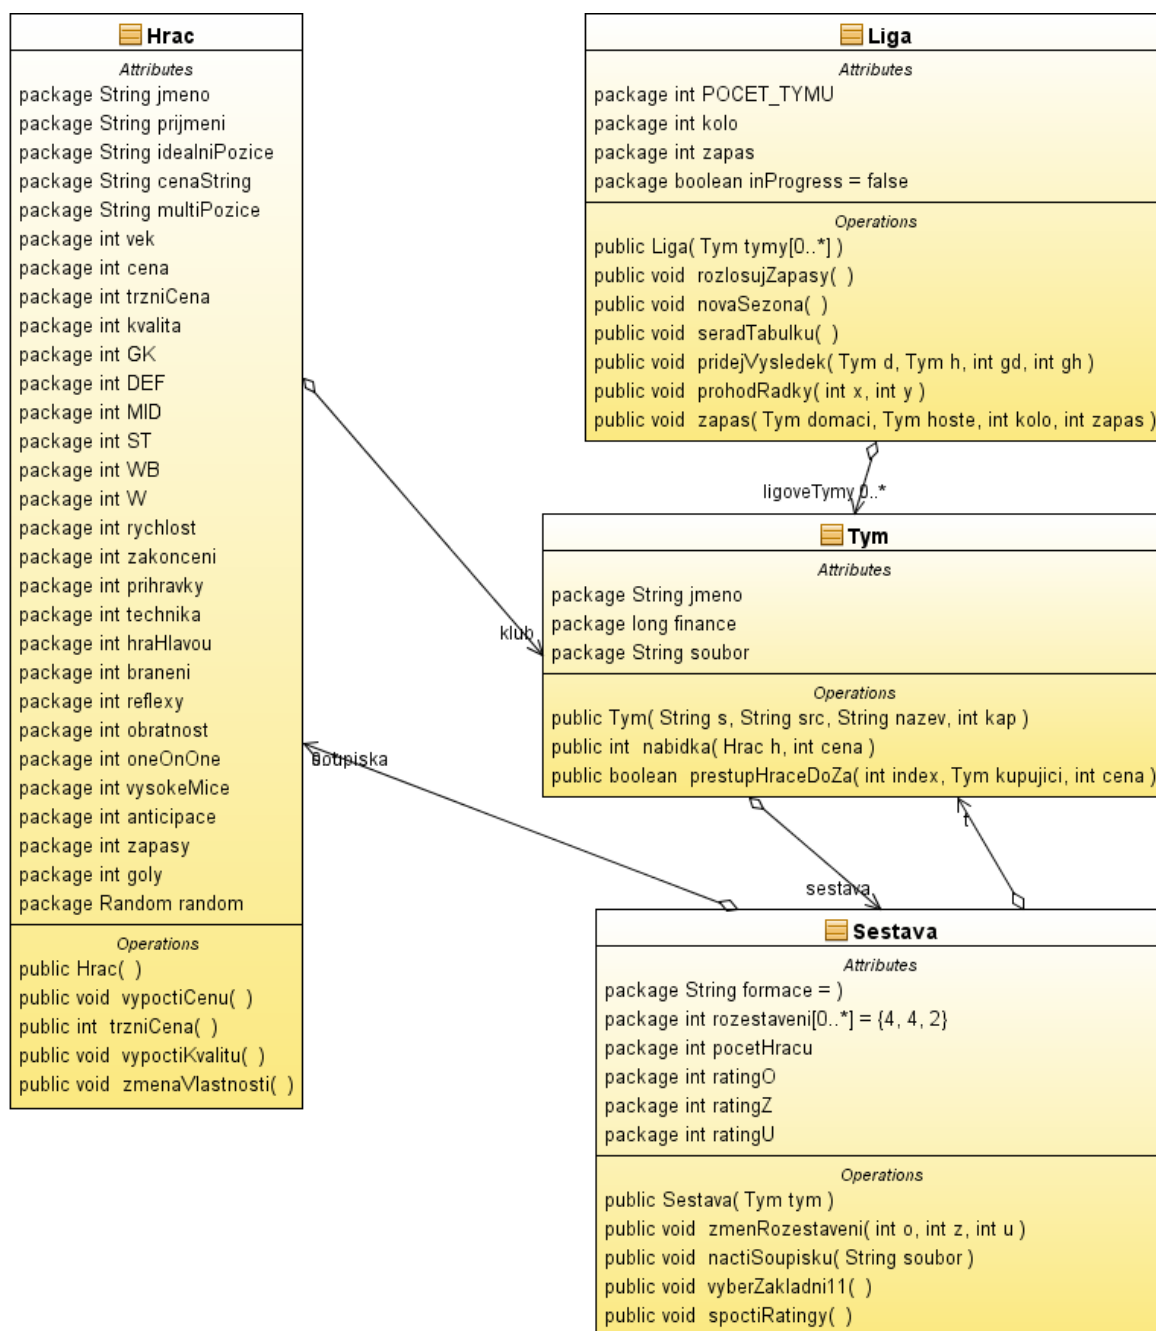 Hrac
Attributes
package String jmeno
package String prijmeni
package String idealniPozice
package String cenaString
package String multiPozice
package int vek
package int cena
package int trzniCena
package int kvalita
package int GK
package int DEF
package int MID
package int ST
package int WB
package int W
package int rychlost
package int zakonceni
package int prihravky
package int technika
package int hraHlavou
package int braneni
package int reflexy
package int obratnost
package int oneOnOne
package int vysokeMice
package int anticipace
package int zapasy
package int goly
package Random random
Operations
public Hrac( )
public void vypoctiCenu( )
public int trzniCena( )
public void vypoctiKvalitu( )
public void zmenaVlastnosti( )
Liga
Attributes
package int POCET_TYMU
package int kolo
package int zapas
package boolean inProgress = false
Operations
public Liga( Tym tymy[0..*] )
public void rozlosujZapasy( )
public void novaSezona( )
public void seradTabulku( )
public void pridejVysledek( Tym d, Tym h, int gd, int gh )
public void prohodRadky( int x, int y )
public void zapas( Tym domaci, Tym hoste, int kolo, int zapas )
ligoveTymy 0..*
Tym
Attributes
package String jmeno
package long finance
package String soubor
Operations
public Tym( String s, String src, String nazev, int kap )
public int nabidka( Hrac h, int cena )
public boolean prestupHraceDoZa( int index, Tym kupujici, int cena )
klub
soupiska
sestava
t
Sestava
Attributes
package String formace = )
package int rozestaveni[0..*] = {4, 4, 2}
package int pocetHracu
package int ratingO
package int ratingZ
package int ratingU
Operations
public Sestava( Tym tym )
public void zmenRozestaveni( int o, int z, int u )
public void nactiSoupisku( String soubor )
public void vyberZakladni11( )
public void spoctiRatingy( )